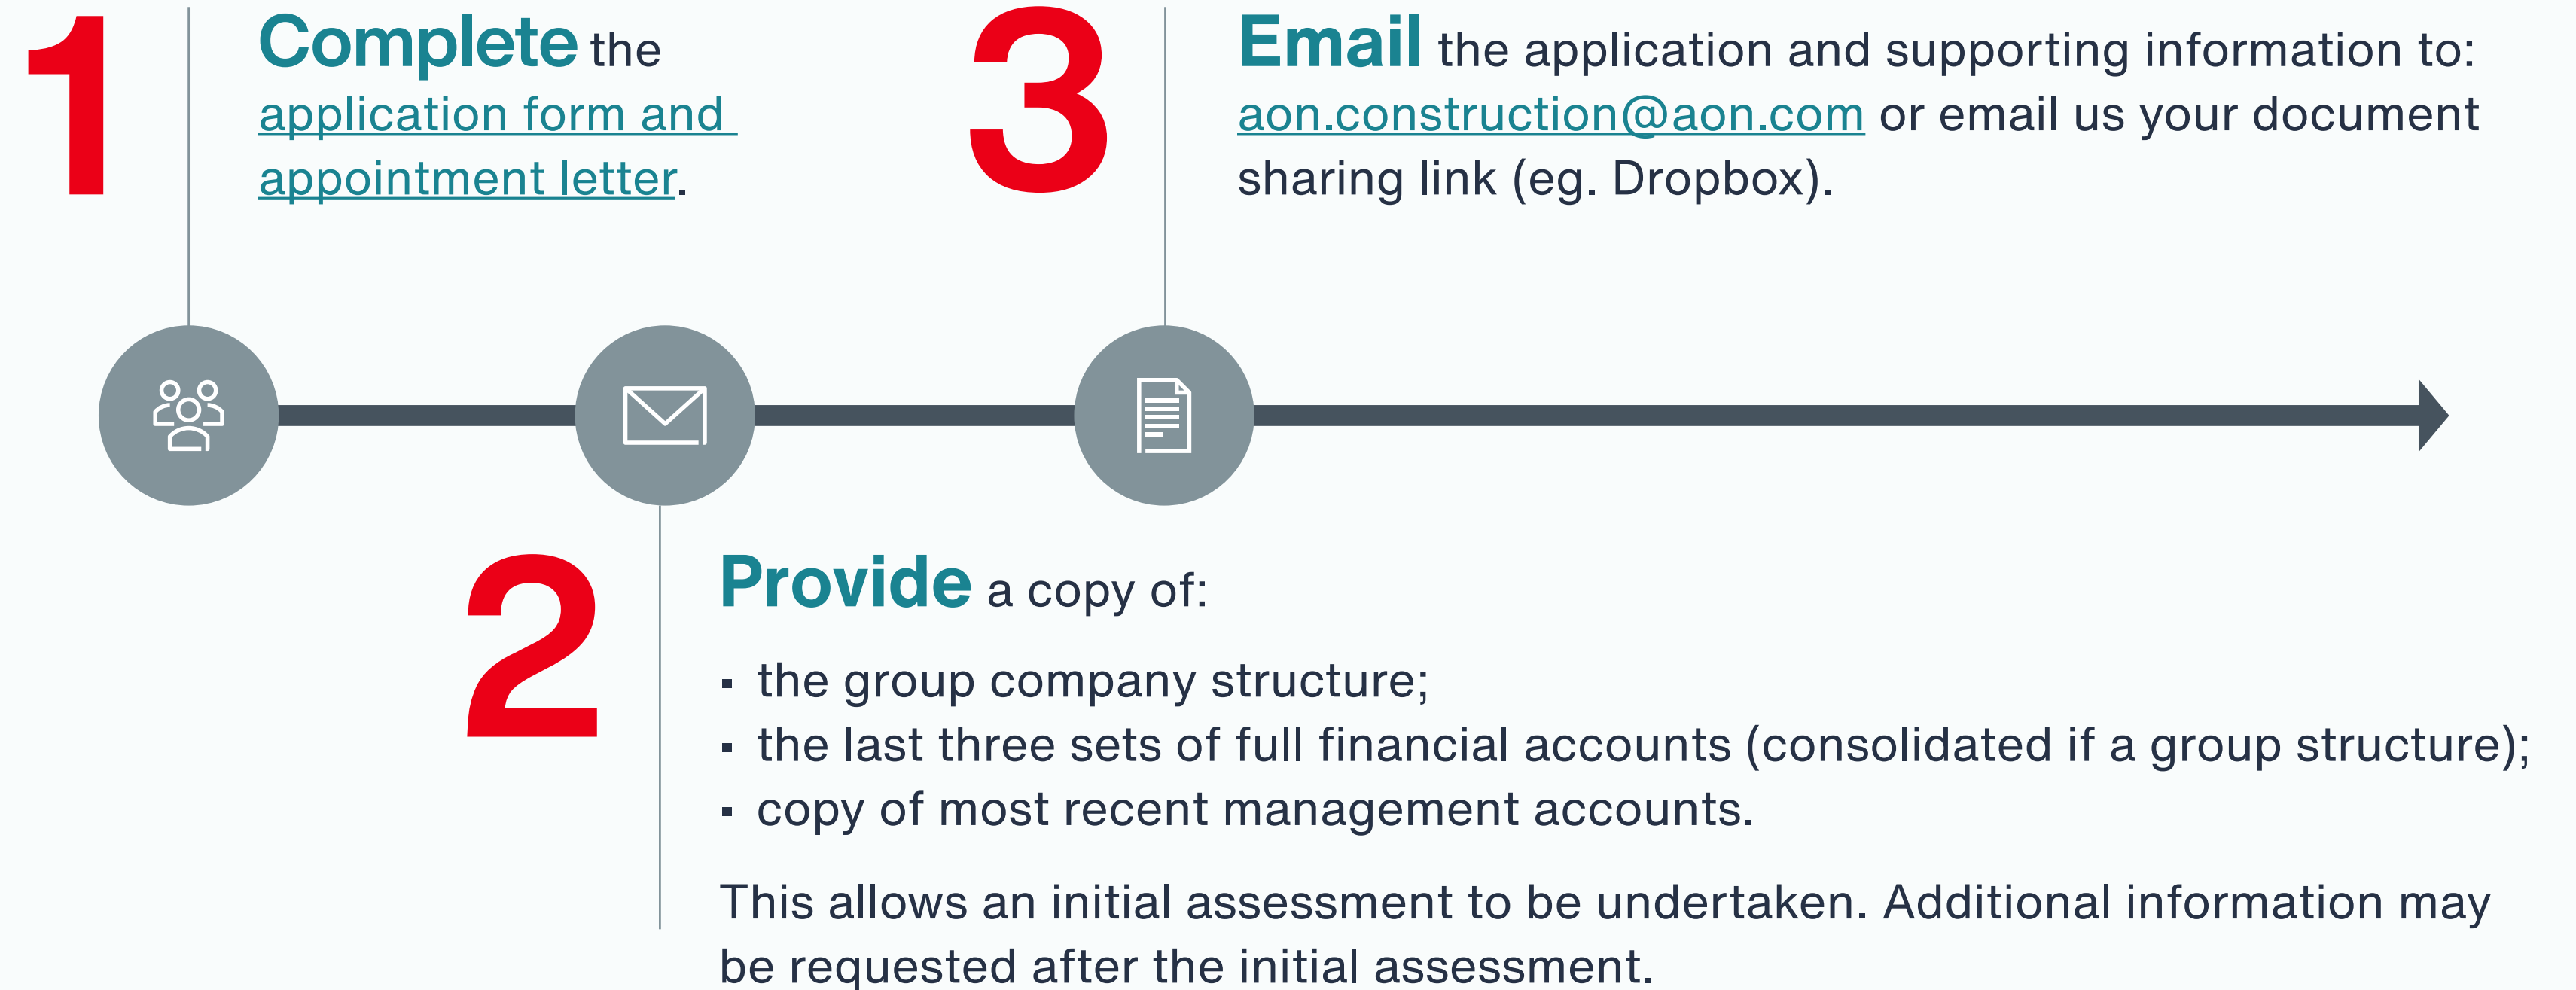 1
Complete the
application form and
appointment letter.
2
Provide a copy of:
▪ the group company structure;
▪ the last three sets of full financial accounts (consolidated if a group structure);
▪ copy of most recent management accounts.
This allows an initial assessment to be undertaken. Additional information may
be requested after the initial assessment.
3
Email the application and supporting information to:
aon.construction@aon.com or email us your document
sharing link (eg. Dropbox).